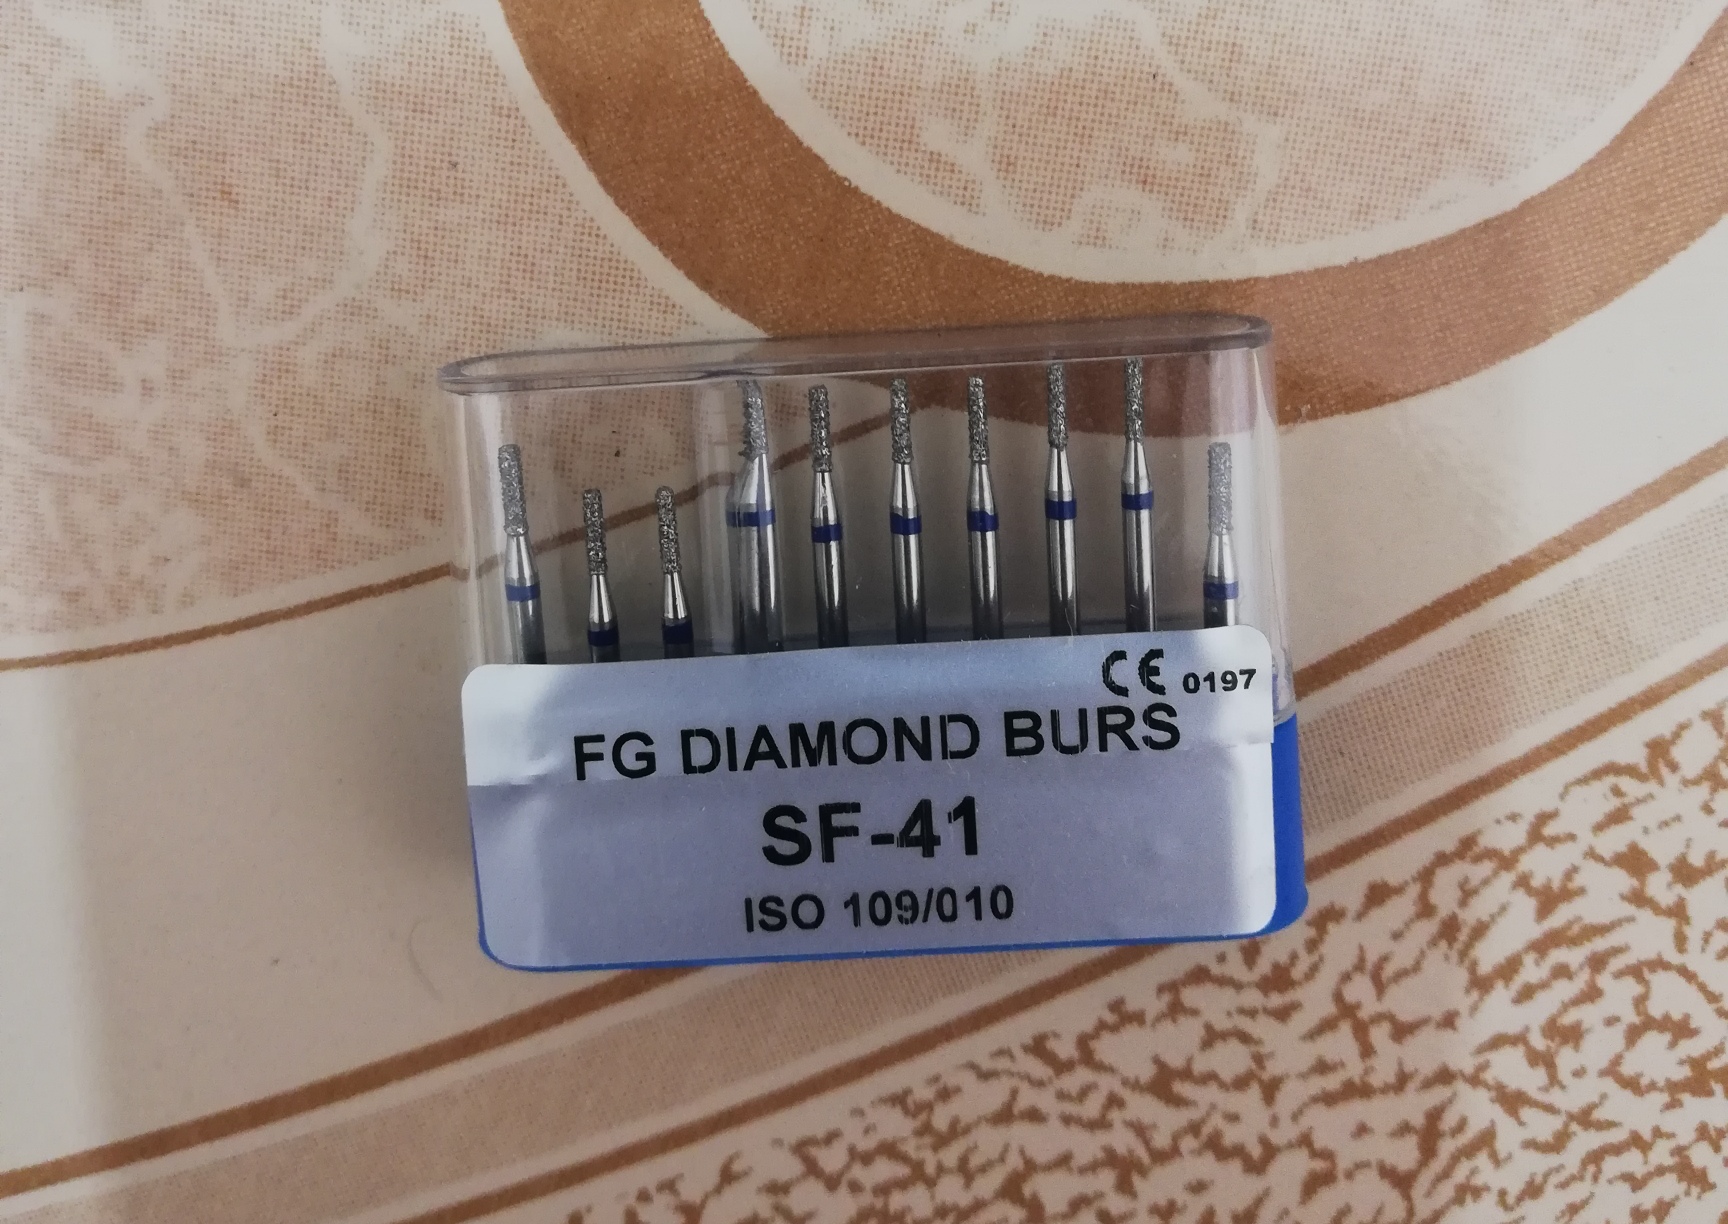 CE 0197
FG DIAMOND BURS
SF-41
ISO 109/010